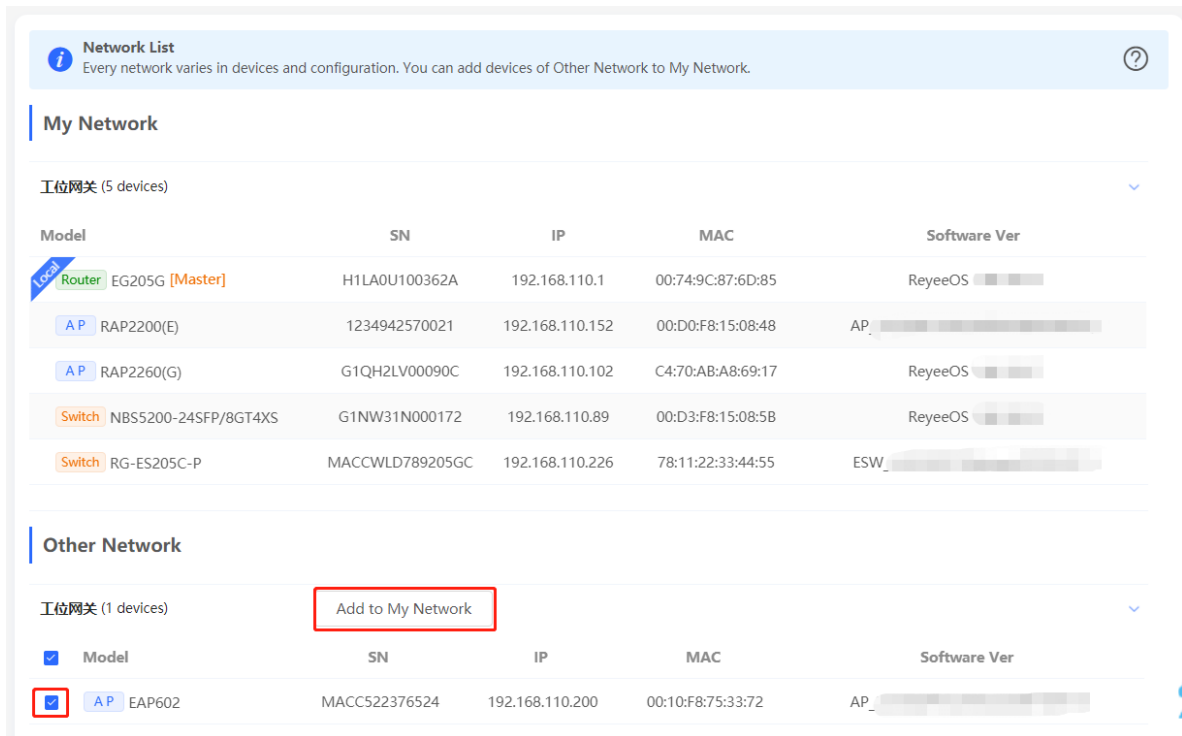 Network List
Every network varies in devices and configuration. You can add devices of Other Network to My Network.
My Network
工位网关 (5 devices)
Model SN IP MAC Software Ver
Local Router EG205G [Master] H1LA0U100362A 192.168.110.1 00:74:9C:87:6D:85 ReyeeOS
AP RAP2200(E) 1234942570021 192.168.110.152 00:D0:F8:15:08:48 AP_
AP RAP2260(G) G1QH2LV00090C 192.168.110.102 C4:70:AB:A8:69:17 ReyeeOS
Switch NBS5200-24SFP/8GT4XS G1NW31N000172 192.168.110.89 00:D3:F8:15:08:5B ReyeeOS
Switch RG-ES205C-P MACCWLD789205GC 192.168.110.226 78:11:22:33:44:55 ESW_
Other Network
工位网关 (1 devices) Add to My Network
Model SN IP MAC Software Ver
AP EAP602 MACC522376524 192.168.110.200 00:10:F8:75:33:72 AP_